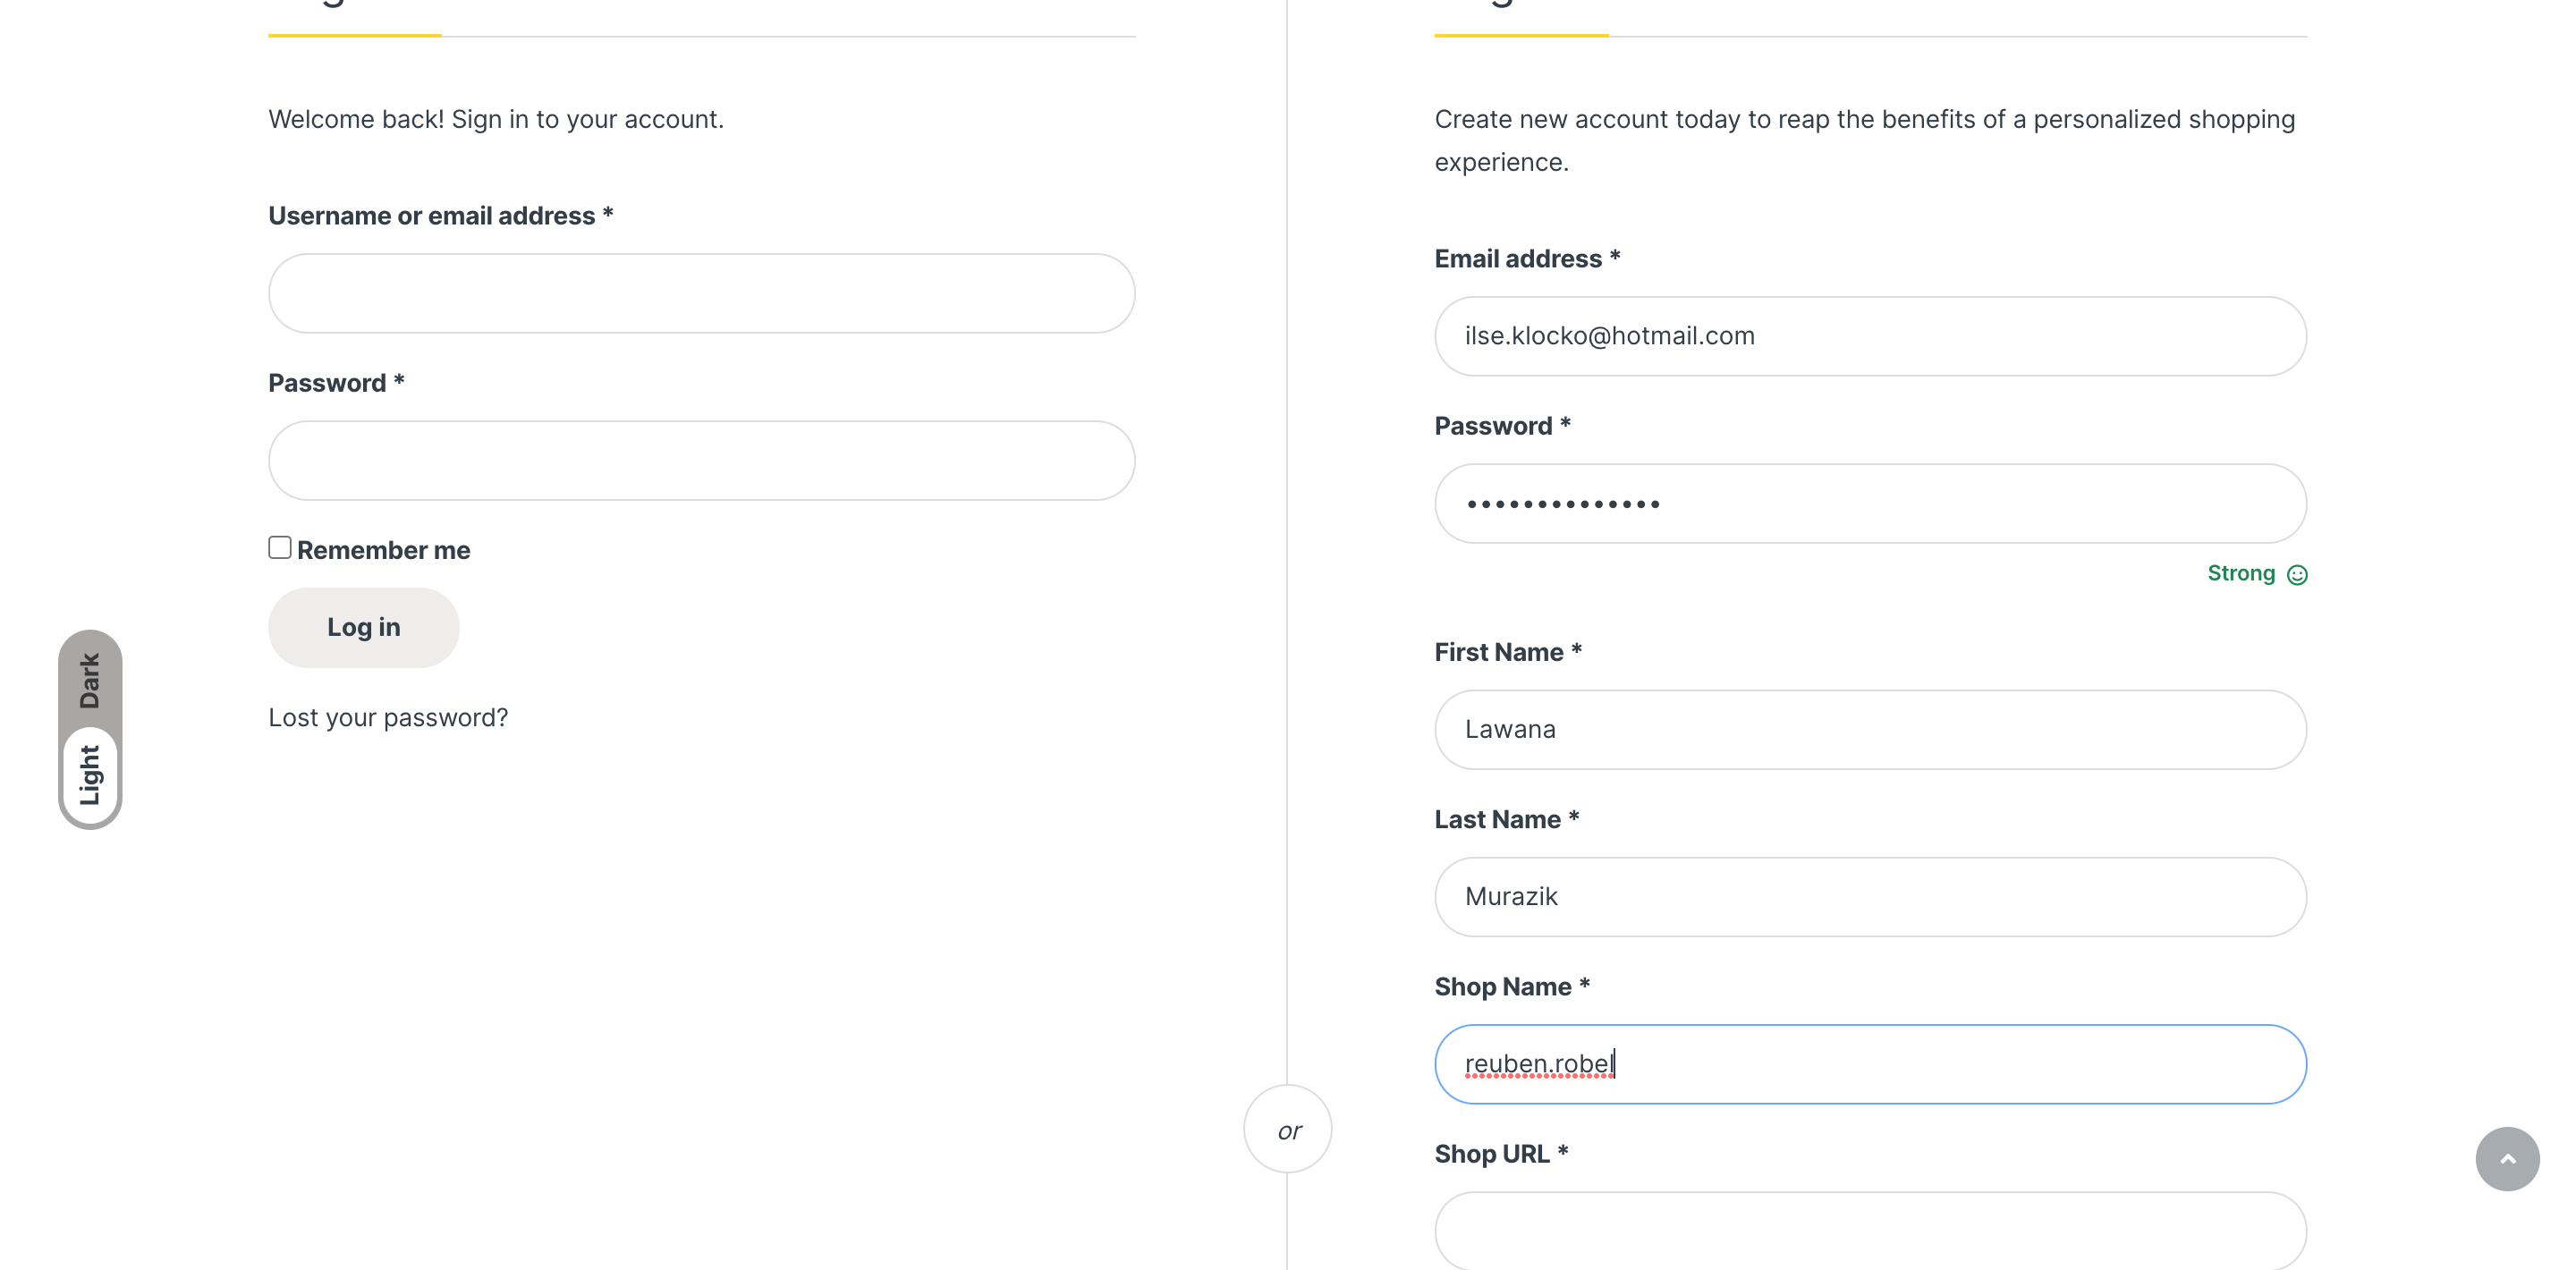 Welcome back! Sign in to your account.
Username or email address *
Password *
Remember me
Log in
Lost your password?
Dark
Light
or
Create new account today to reap the benefits of a personalized shopping
experience.
Email address *
ilse.klocko@hotmail.com
Password *
••••••••••••••
Strong
First Name *
Lawana
Last Name *
Murazik
Shop Name *
reuben.robel
Shop URL *